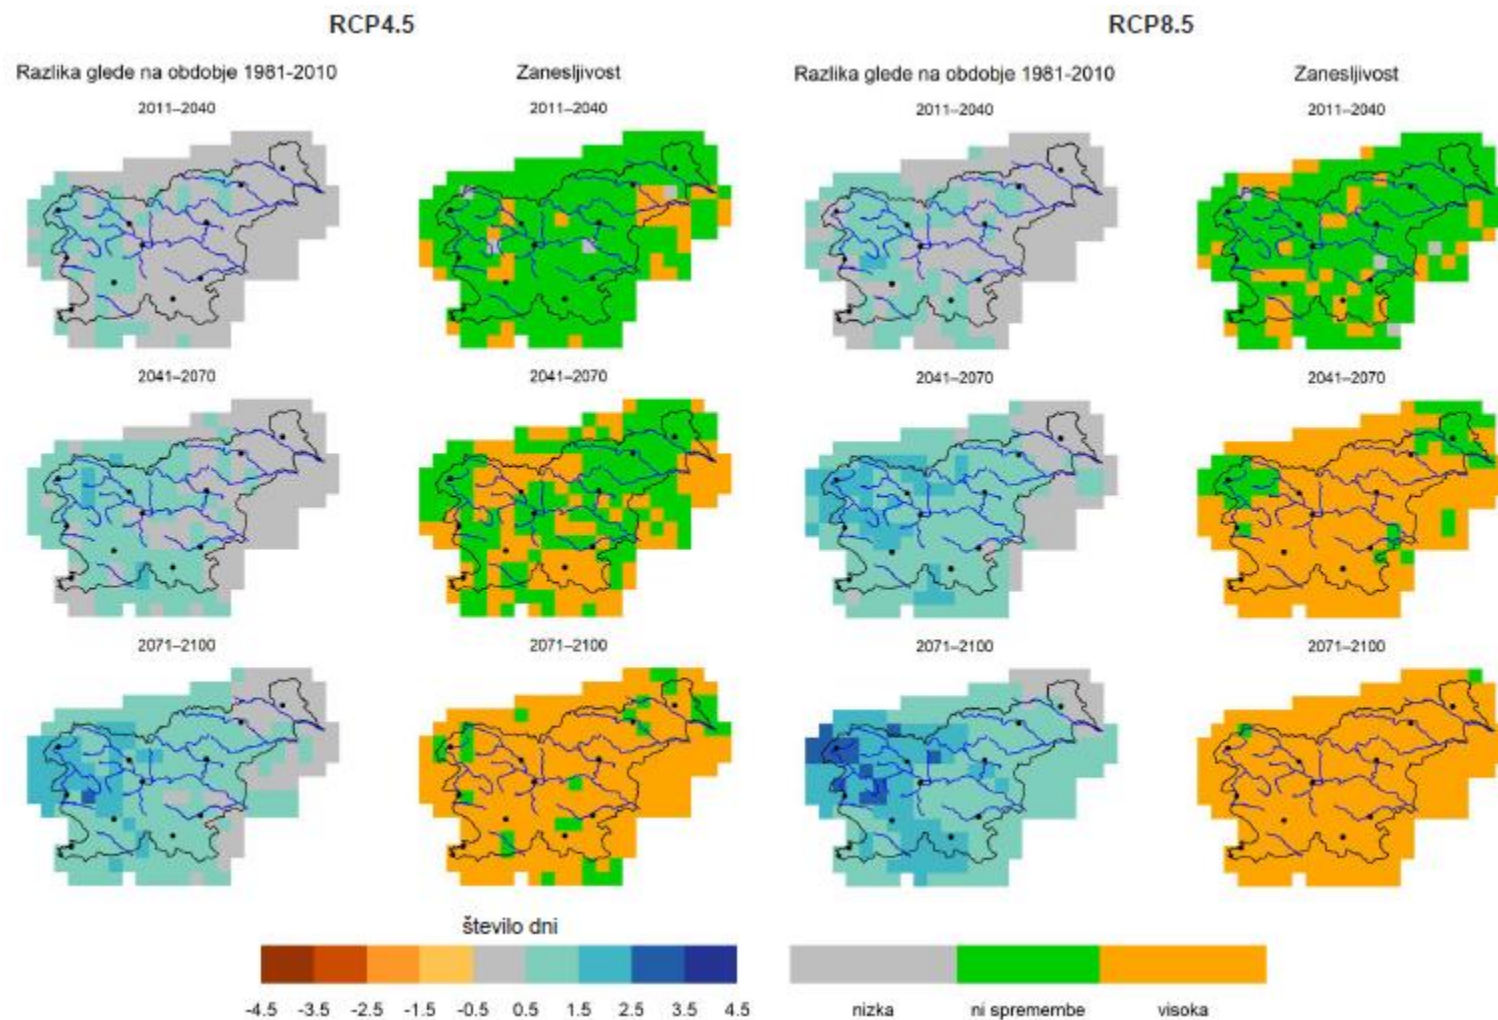 RCP4.5 RCP8.5
Razlika glede na obdobje 1981-2010 Zanesljivost Razlika glede na obdobje 1981-2010 Zanesljivost
2011–2040 2011–2040 2011–2040 2011–2040
2041–2070 2041–2070 2041–2070 2041–2070
2071–2100 2071–2100 2071–2100 2071–2100
število dni
-4.5 -3.5 -2.5 -1.5 -0.5 0.5 1.5 2.5 3.5 4.5 nizka ni spremembe visoka